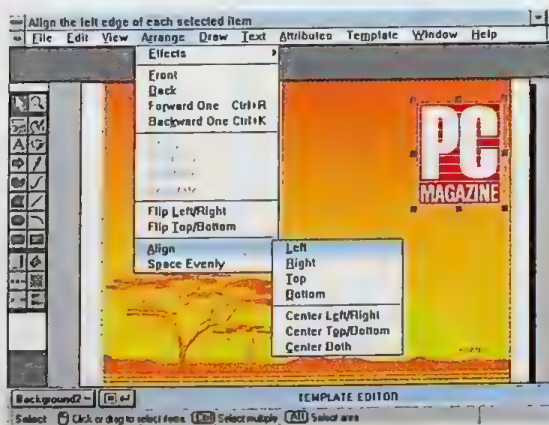 Align the left edge of each selected item
File Edit View Arrange Draw Text Attributes Template Window Help
Effects
Front
Back
Forward One Ctrl+R
Backward One Ctrl+K
Flip Left/Right
Flip Top/Bottom
Align
Space Evenly
Left
Right
Top
Bottom
Center Left/Right
Center Top/Bottom
Center Both
PC
MAGAZINE
Background2
TEMPLATE EDITOR
Select Click or drag to select items. Ctrl Select multiple Alt Select area